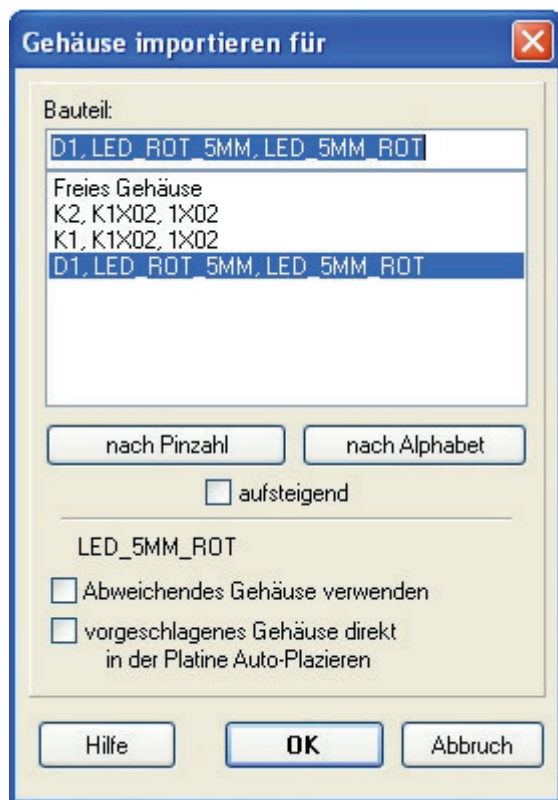 Gehäuse importieren für
Bauteil:
D1, LED_ROT_5MM, LED_5MM_ROT
Freies Gehäuse
K2, K1X02, 1X02
K1, K1X02, 1X02
D1, LED_ROT_5MM, LED_5MM_ROT
nach Pinzahl nach Alphabet
aufsteigend
LED_5MM_ROT
Abweichendes Gehäuse verwenden
vorgeschlagenes Gehäuse direkt
in der Platine Auto-Plazieren
Hilfe OK Abbruch